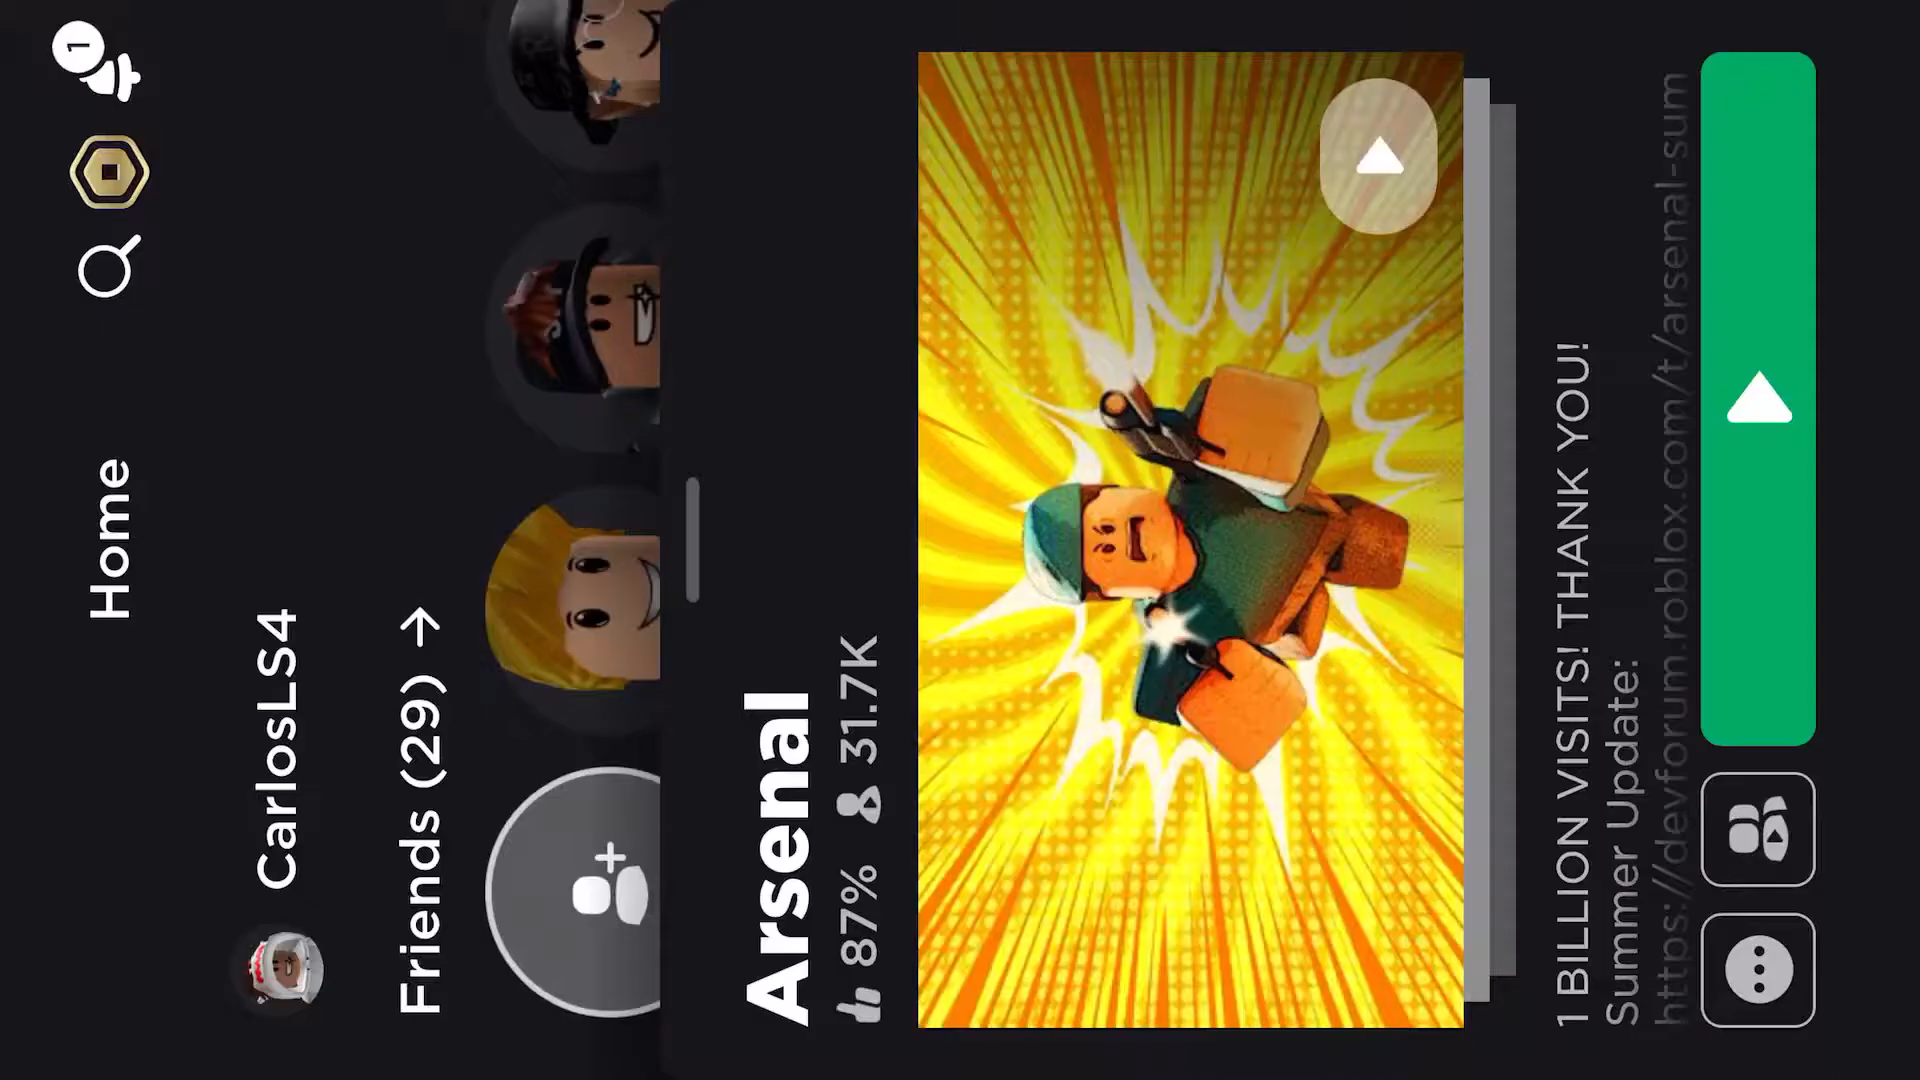 Home
1
CarlosLS4
Friends (29) →
Arsenal
87% 31.7K
1 BILLION VISITS! THANK YOU!
Summer Update:
https://devforum.roblox.com/t/arsenal-sum